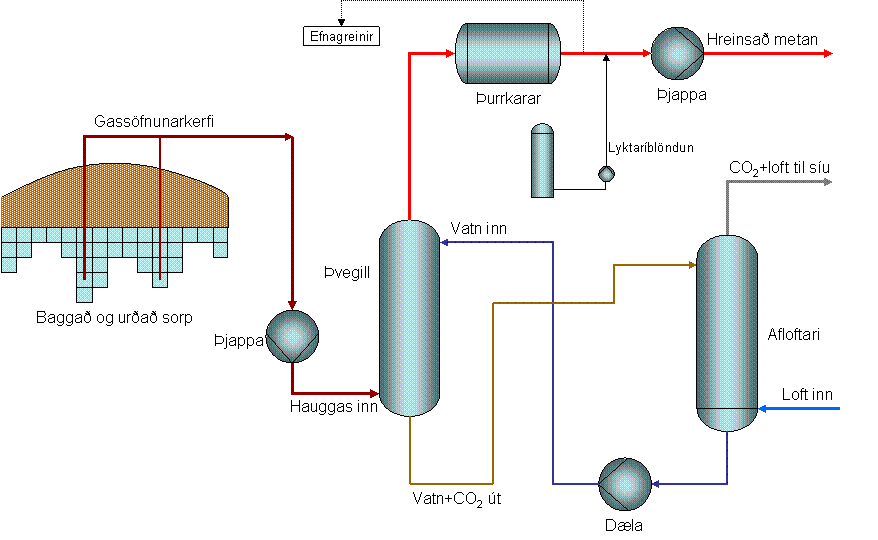 Efnagreinir
Hreinsað metan
Þurrkarar
Þjappa
Gassöfnunarkerfi
Lyktaríblöndun
CO₂+loft til síu
Vatn inn
Þvegill
Baggað og urðað sorp
Þjappa
Afloftari
Hauggas inn
Loft inn
Vatn+CO₂ út
Dæla